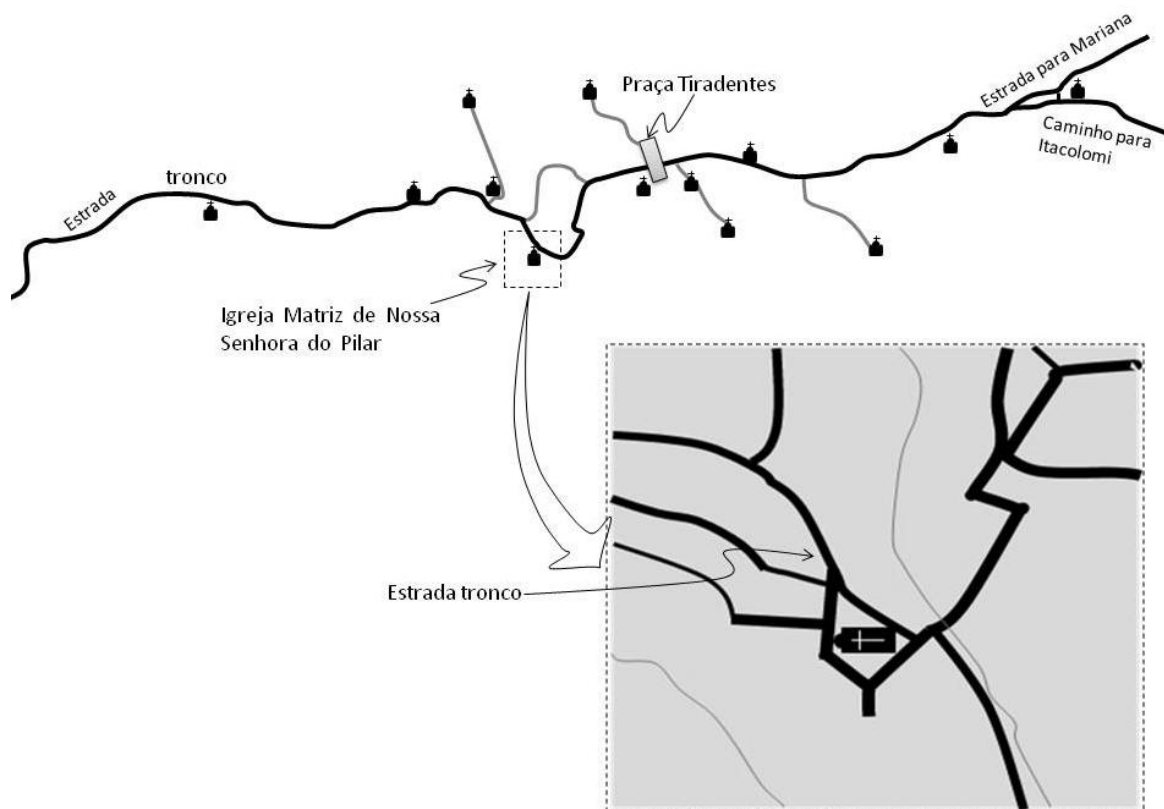 Estrada para Mariana
Praça Tiradentes
Caminho para
Itacolomi
Estrada tronco
Igreja Matriz de Nossa
Senhora do Pilar
Estrada tronco